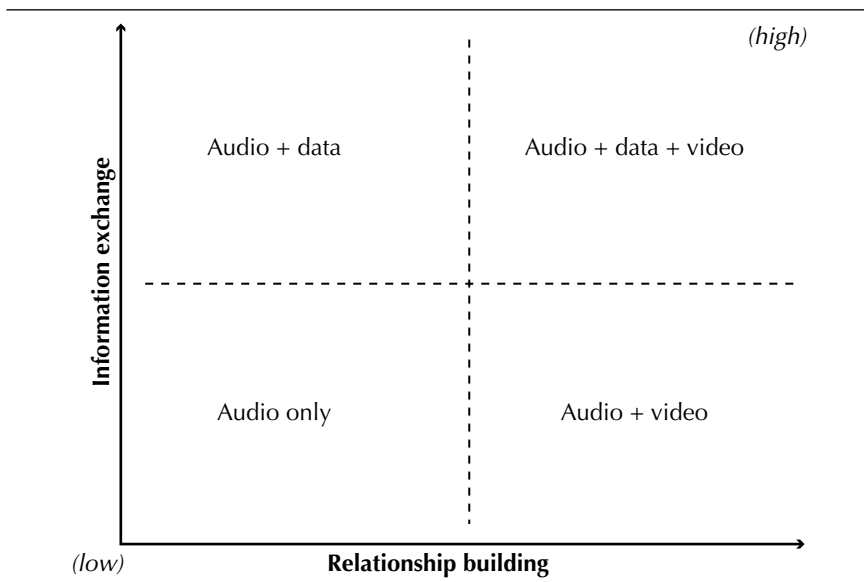 (high)
Audio + data
Audio + data + video
Information exchange
Audio only
Audio + video
(low)
Relationship building